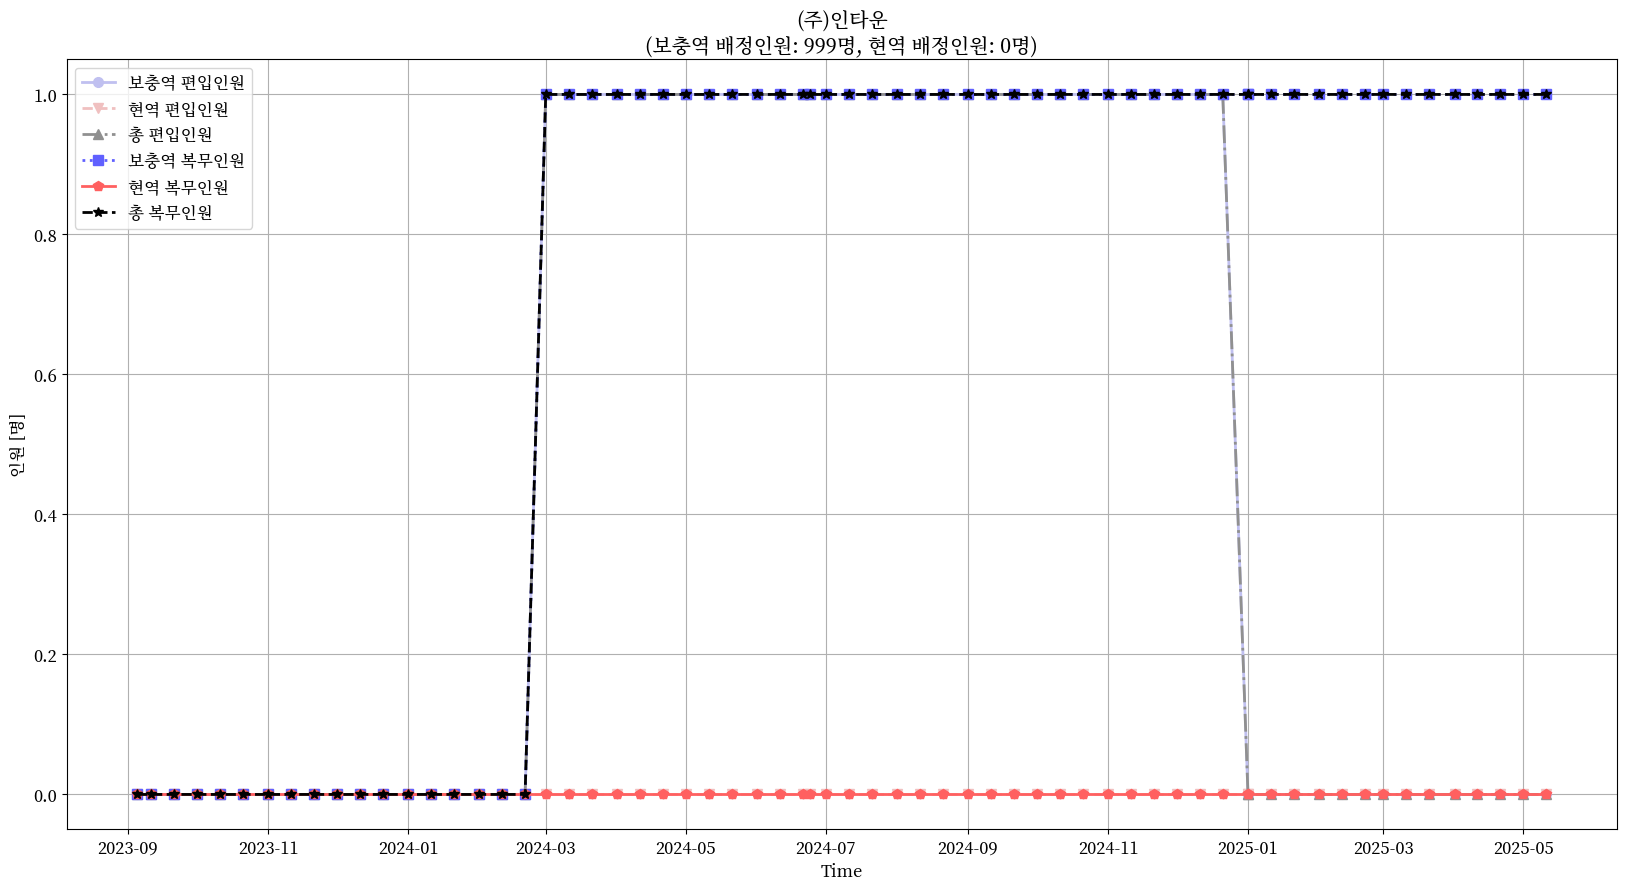 (주)인타운
(보충역 배정인원: 999명, 현역 배정인원: 0명)
보충역 편입인원
현역 편입인원
총 편입인원
보충역 복무인원
현역 복무인원
총 복무인원
1.0
0.8
0.6
0.4
0.2
0.0
인원 [명]
2023-09
2023-11
2024-01
2024-03
2024-05
2024-07
2024-09
2024-11
2025-01
2025-03
2025-05
Time